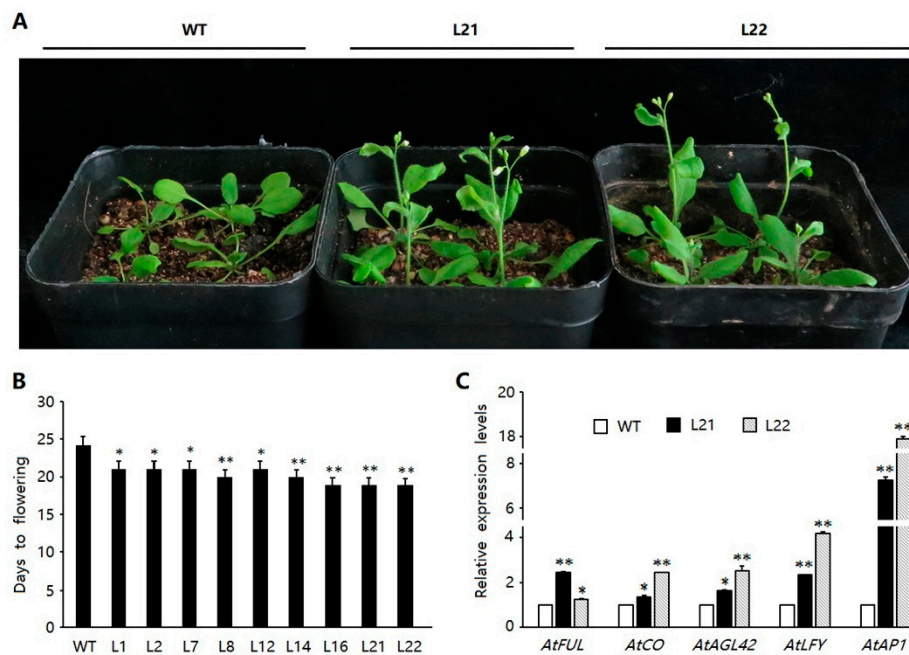 A
WT L21 L22
B
Days to flowering
30
25
20
15
10
5
0
* * * ** * ** ** ** **
WT L1 L2 L7 L8 L12 L14 L16 L21 L22
C
Relative expression levels
20
18
8
6
4
2
0
WT L21 L22
** *
* **
* **
** **
** **
AtFUL AtCO AtAGL42 AtLFY AtAP1